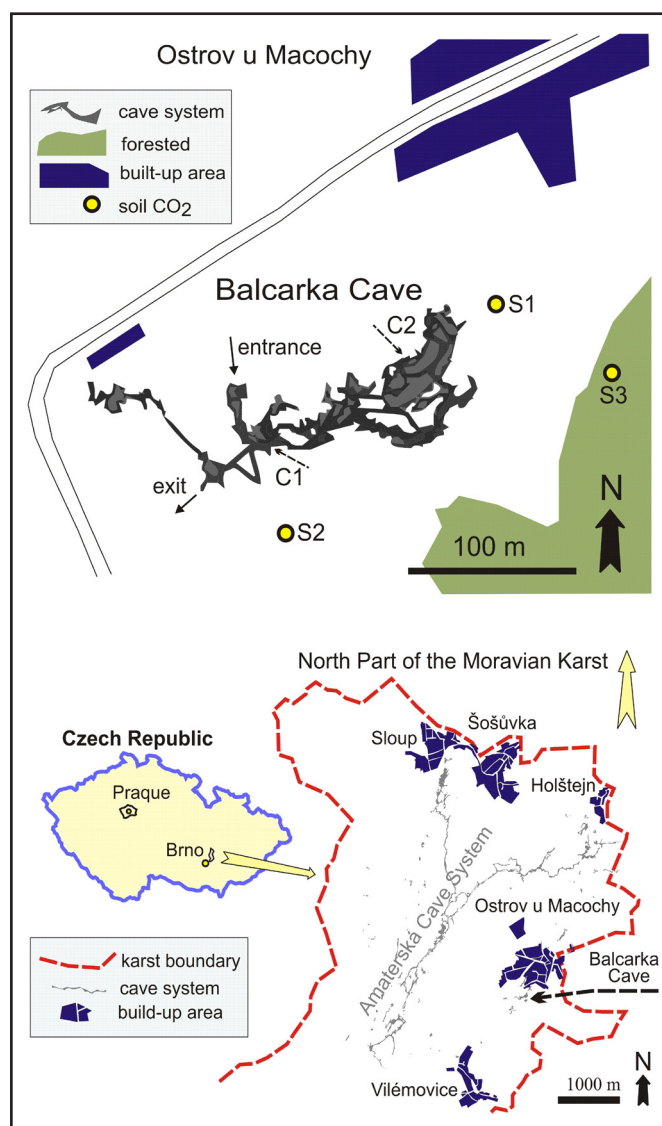 Ostrov u Macochy
cave system
forested
built-up area
soil CO2
Balcarka Cave
S1
C2
entrance
S3
C1
exit
S2
N
100 m
North Part of the Moravian Karst
Šošůvka
Sloup
Czech Republic
Holštejn
Praque
Brno
Amaterská Cave System
Ostrov u Macochy
karst boundary
Balcarka
Cave
cave system
build-up area
N
Vilémovice
1000 m